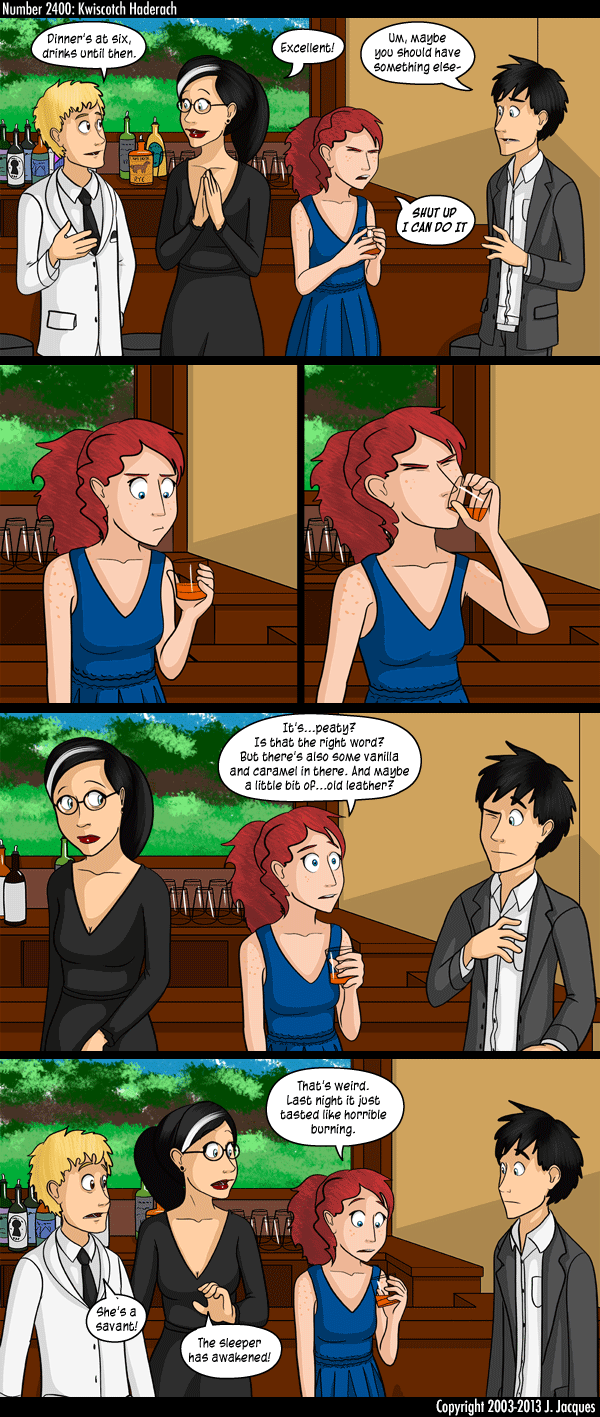 Number 2400: Kwiscotch Haderach
Dinner's at six,
drinks until then.
Excellent!
Um, maybe
you should have
something else-
SHUT UP
I CAN DO IT
It's...peaty?
Is that the right word?
But there's also some vanilla
and caramel in there. And maybe
a little bit of...old leather?
That's weird.
Last night it just
tasted like horrible
burning.
She's a
savant!
The sleeper
has awakened!
Copyright 2003-2013 J. Jacques